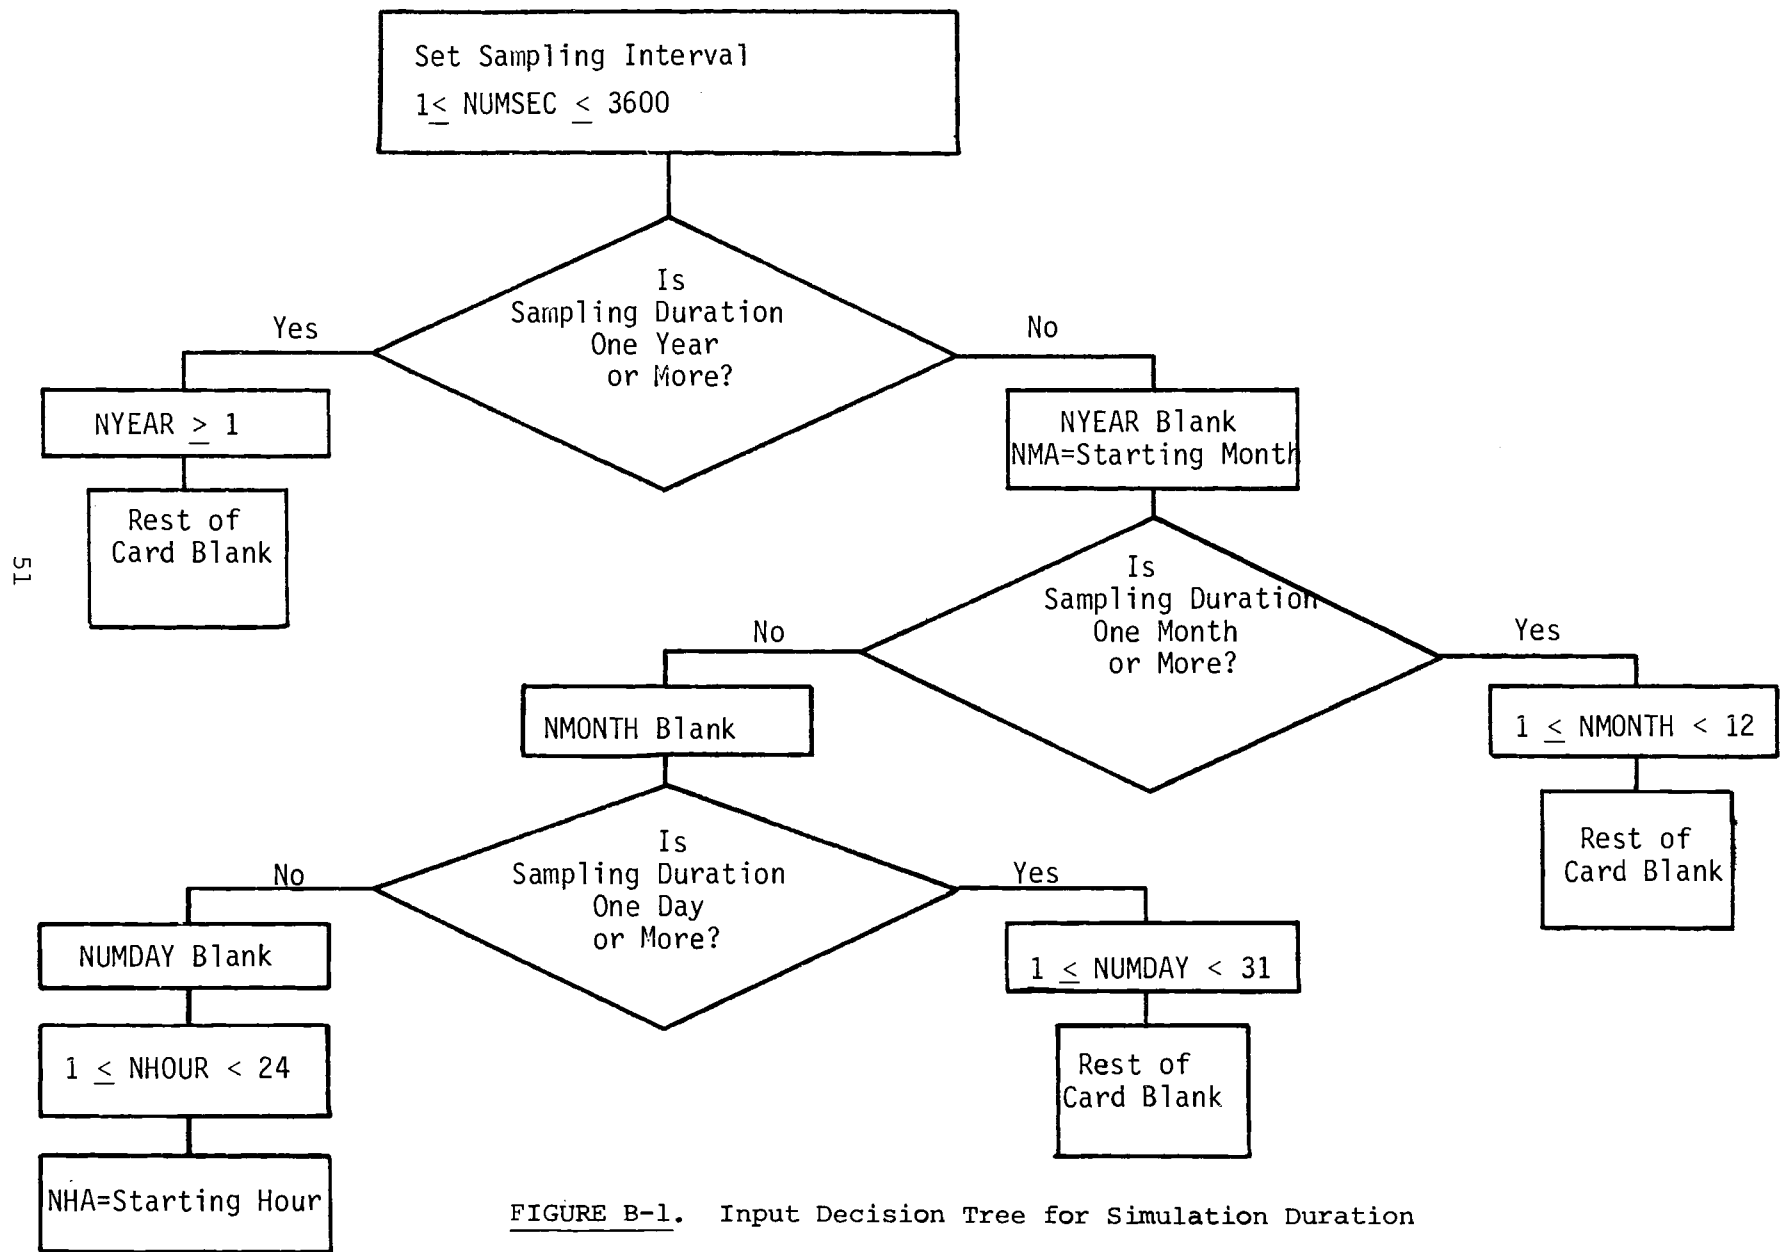 Set Sampling Interval
1≤ NUMSEC ≤ 3600
Is
Sampling Duration
One Year
or More?
Yes
No
NYEAR ≥ 1
Rest of
Card Blank
NYEAR Blank
NMA=Starting Month
Is
Sampling Duration
One Month
or More?
No
Yes
NMONTH Blank
1 ≤ NMONTH < 12
Rest of
Card Blank
Is
Sampling Duration
One Day
or More?
No
Yes
NUMDAY Blank
1 ≤ NHOUR < 24
NHA=Starting Hour
1 ≤ NUMDAY < 31
Rest of
Card Blank
51
FIGURE B-1. Input Decision Tree for Simulation Duration